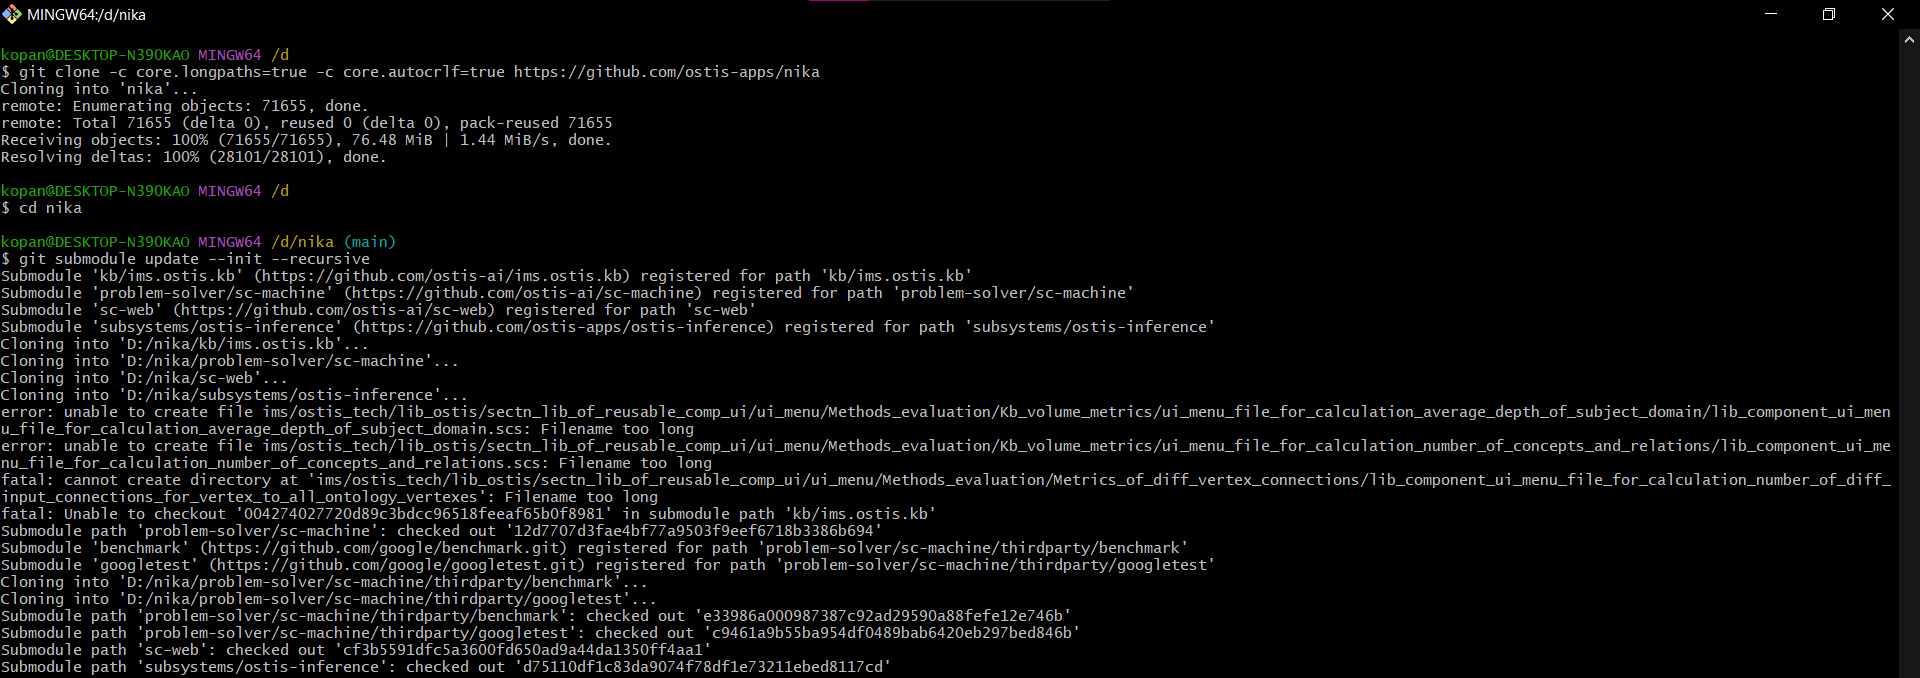 MINGW64:/d/nika
kopan@DESKTOP-N39OKAO MINGW64 /d
$ git clone -c core.longpaths=true -c core.autocrlf=true https://github.com/ostis-apps/nika
Cloning into 'nika'...
remote: Enumerating objects: 71655, done.
remote: Total 71655 (delta 0), reused 0 (delta 0), pack-reused 71655
Receiving objects: 100% (71655/71655), 76.48 MiB | 1.44 MiB/s, done.
Resolving deltas: 100% (28101/28101), done.
kopan@DESKTOP-N39OKAO MINGW64 /d
$ cd nika
kopan@DESKTOP-N39OKAO MINGW64 /d/nika (main)
$ git submodule update --init --recursive
Submodule 'kb/ims.ostis.kb' (https://github.com/ostis-ai/ims.ostis.kb) registered for path 'kb/ims.ostis.kb'
Submodule 'problem-solver/sc-machine' (https://github.com/ostis-ai/sc-machine) registered for path 'problem-solver/sc-machine'
Submodule 'sc-web' (https://github.com/ostis-ai/sc-web) registered for path 'sc-web'
Submodule 'subsystems/ostis-inference' (https://github.com/ostis-apps/ostis-inference) registered for path 'subsystems/ostis-inference'
Cloning into 'D:/nika/kb/ims.ostis.kb'...
Cloning into 'D:/nika/problem-solver/sc-machine'...
Cloning into 'D:/nika/sc-web'...
Cloning into 'D:/nika/subsystems/ostis-inference'...
error: unable to create file ims/ostis_tech/lib_ostis/sectn_lib_of_reusable_comp_ui/ui_menu/Methods_evaluation/Kb_volume_metrics/ui_menu_file_for_calculation_average_depth_of_subject_domain/lib_component_ui_men
u_file_for_calculation_average_depth_of_subject_domain.scs: Filename too long
error: unable to create file ims/ostis_tech/lib_ostis/sectn_lib_of_reusable_comp_ui/ui_menu/Methods_evaluation/Kb_volume_metrics/ui_menu_file_for_calculation_number_of_concepts_and_relations/lib_component_ui_me
nu_file_for_calculation_number_of_concepts_and_relations.scs: Filename too long
fatal: cannot create directory at 'ims/ostis_tech/lib_ostis/sectn_lib_of_reusable_comp_ui/ui_menu/Methods_evaluation/Metrics_of_diff_vertex_connections/lib_component_ui_menu_file_for_calculation_number_of_diff_
input_connections_for_vertex_to_all_ontology_vertexes': Filename too long
fatal: Unable to checkout '004274027720d89c3bdcc96518feeaf65b0f8981' in submodule path 'kb/ims.ostis.kb'
Submodule path 'problem-solver/sc-machine': checked out '12d7707d3fae4bf77a9503f9eef6718b3386b694'
Submodule 'benchmark' (https://github.com/google/benchmark.git) registered for path 'problem-solver/sc-machine/thirdparty/benchmark'
Submodule 'googletest' (https://github.com/google/googletest.git) registered for path 'problem-solver/sc-machine/thirdparty/googletest'
Cloning into 'D:/nika/problem-solver/sc-machine/thirdparty/benchmark'...
Cloning into 'D:/nika/problem-solver/sc-machine/thirdparty/googletest'...
Submodule path 'problem-solver/sc-machine/thirdparty/benchmark': checked out 'e33986a000987387c92ad29590a88fefe12e746b'
Submodule path 'problem-solver/sc-machine/thirdparty/googletest': checked out 'c9461a9b55ba954df0489bab6420eb297bed846b'
Submodule path 'sc-web': checked out 'cf3b5591dfc5a3600fd650ad9a44da1350ff4aa1'
Submodule path 'subsystems/ostis-inference': checked out 'd75110df1c83da9074f78df1e73211ebed8117cd'